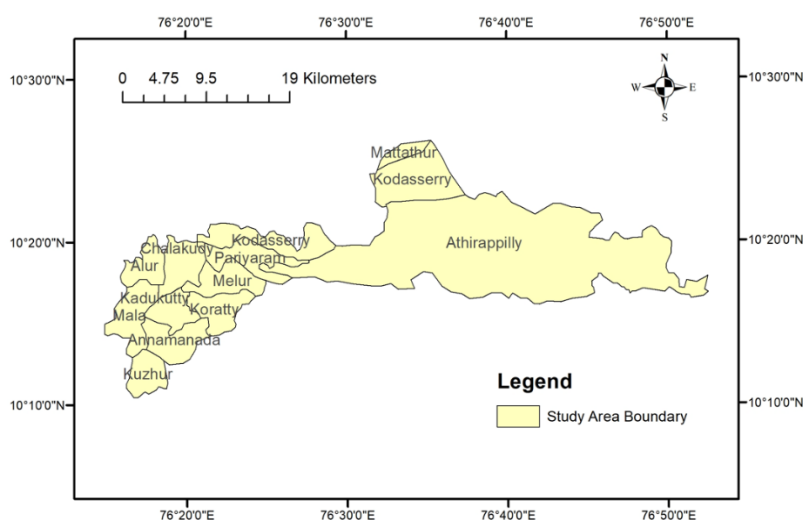 76°20'0"E 76°30'0"E 76°40'0"E 76°50'0"E
10°30'0"N 10°30'0"N
0 4.75 9.5 19 Kilometers
N
W E
S
Mattathur
Kodasserry
10°20'0"N 10°20'0"N
Chalakudy Kodasserry
Athirappilly
Pariyaram
Alur
Melur
Kadukutty
Koratty
Mala
Annamanada
Kuzhur
Legend
Study Area Boundary
10°10'0"N 10°10'0"N
76°20'0"E 76°30'0"E 76°40'0"E 76°50'0"E